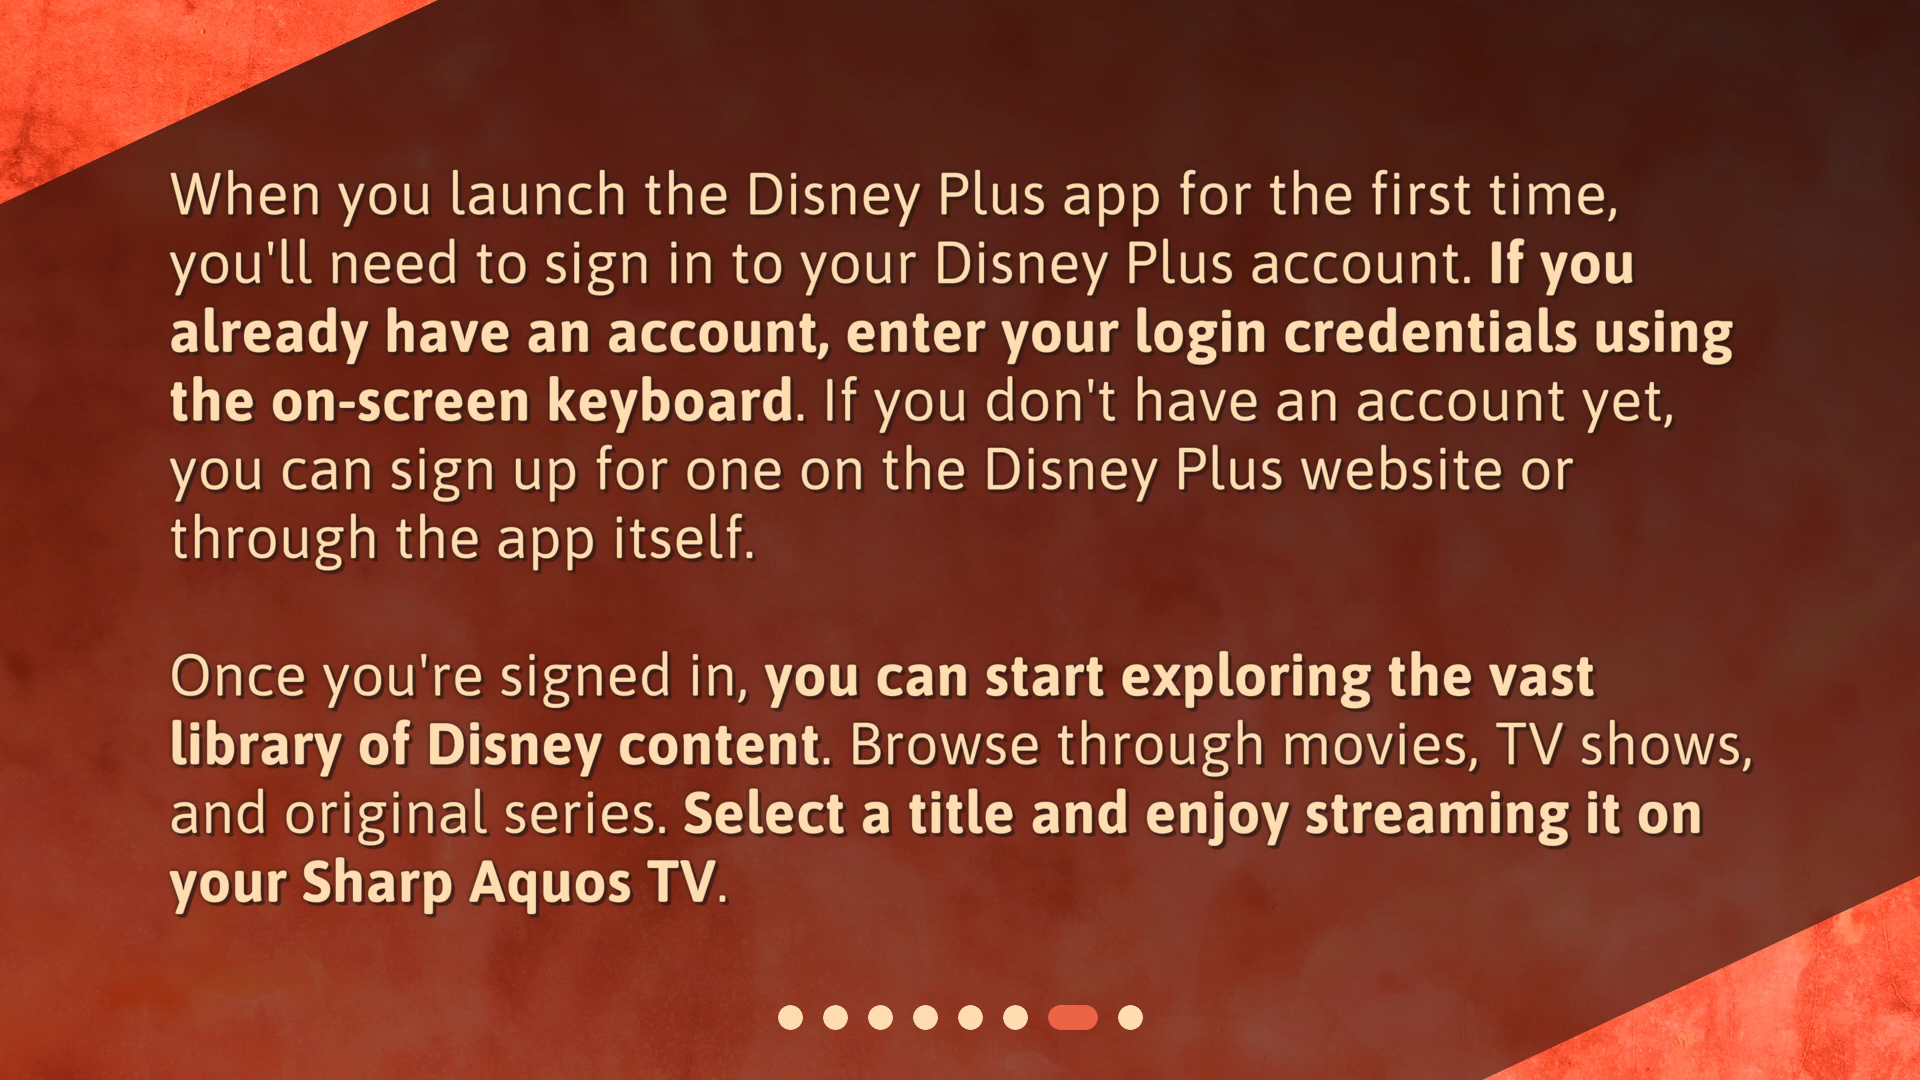 When you launch the Disney Plus app for the first time,
you'll need to sign in to your Disney Plus account. If you
already have an account, enter your login credentials using
the on-screen keyboard. If you don't have an account yet,
you can sign up for one on the Disney Plus website or
through the app itself.
Once you're signed in, you can start exploring the vast
library of Disney content. Browse through movies, TV shows,
and original series. Select a title and enjoy streaming it on
your Sharp Aquos TV.